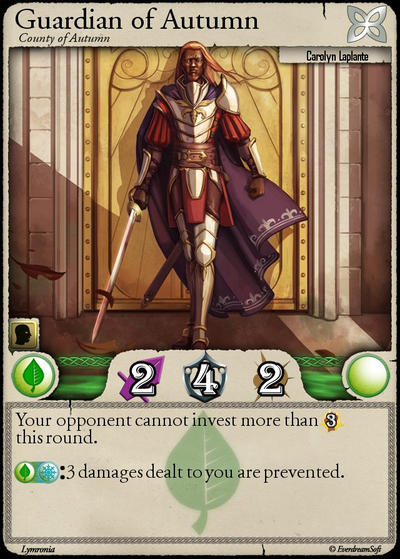 Guardian of Autumn
County of Autumn
Carolyn Laplante
2 4 2
Your opponent cannot invest more than 3
this round.
:3 damages dealt to you are prevented.
Lymronia © EverdreamSoft